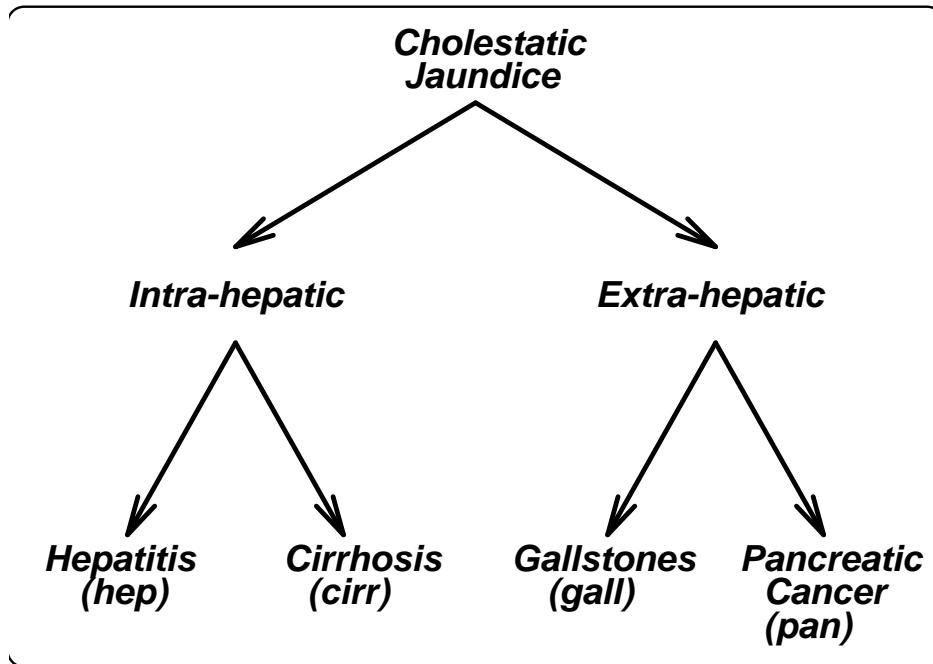 Cholestatic
Jaundice
Intra-hepatic
Extra-hepatic
Hepatitis
(hep)
Cirrhosis
(cirr)
Gallstones
(gall)
Pancreatic
Cancer
(pan)